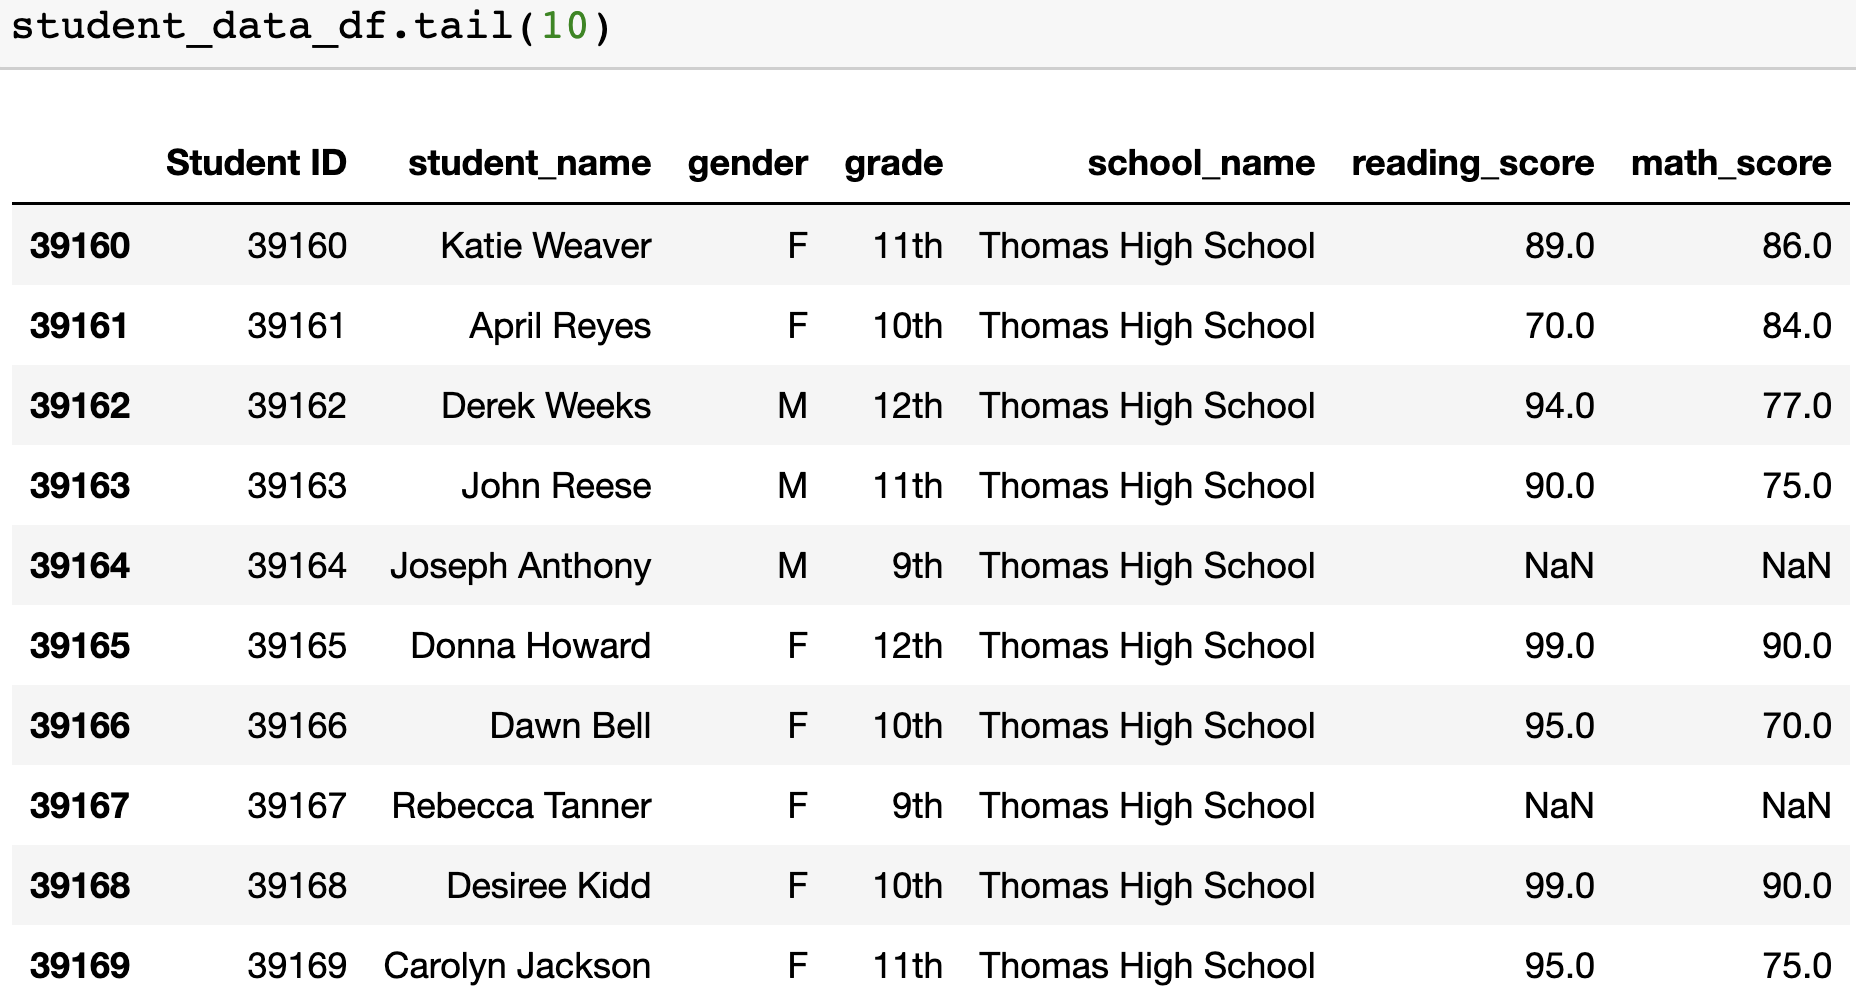 student_data_df.tail(10)
Student ID student_name gender grade school_name reading_score math_score
39160 39160 Katie Weaver F 11th Thomas High School 89.0 86.0
39161 39161 April Reyes F 10th Thomas High School 70.0 84.0
39162 39162 Derek Weeks M 12th Thomas High School 94.0 77.0
39163 39163 John Reese M 11th Thomas High School 90.0 75.0
39164 39164 Joseph Anthony M 9th Thomas High School NaN NaN
39165 39165 Donna Howard F 12th Thomas High School 99.0 90.0
39166 39166 Dawn Bell F 10th Thomas High School 95.0 70.0
39167 39167 Rebecca Tanner F 9th Thomas High School NaN NaN
39168 39168 Desiree Kidd F 10th Thomas High School 99.0 90.0
39169 39169 Carolyn Jackson F 11th Thomas High School 95.0 75.0